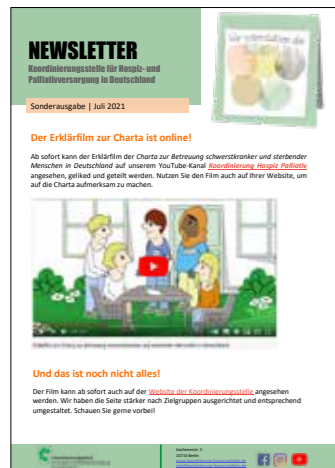 NEWSLETTER
Koordinierungsstelle für Hospiz- und
Palliativversorgung in Deutschland
Sonderausgabe | Juli 2021
Der Erklärfilm zur Charta ist online!
Ab sofort kann der Erklärfilm der Charta zur Betreuung schwerstkranker und sterbender
Menschen in Deutschland auf unserem YouTube-Kanal Koordinierung Hospiz Palliativ
angesehen, geliked und geteilt werden. Nutzen Sie den Film auch auf Ihrer Website, um
auf die Charta aufmerksam zu machen.
Und das ist noch nicht alles!
Der Film kann ab sofort auch auf der Website der Koordinierungsstelle angesehen
werden. Wir haben die Seite stärker nach Zielgruppen ausgerichtet und entsprechend
umgestaltet. Schauen Sie gerne vorbei!